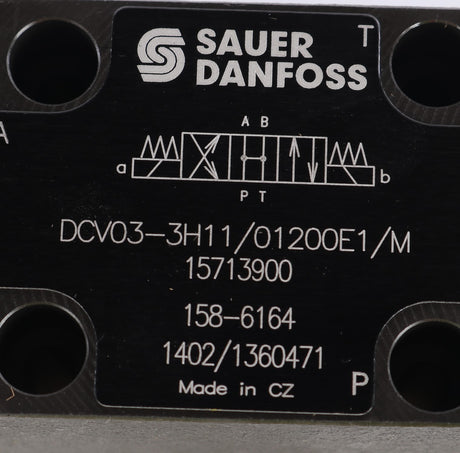 SAUER
DANFOSS
T
A
A B
a
b
P T
DCV03-3H11/01200E1/M
15713900
158-6164
1402/1360471
Made in CZ
P